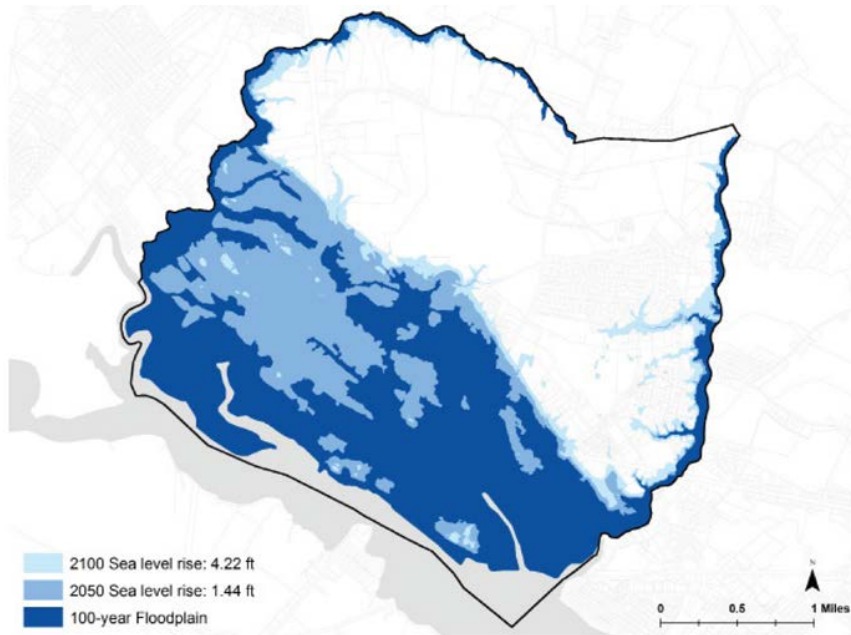 2100 Sea level rise: 4.22 ft
2050 Sea level rise: 1.44 ft
100-year Floodplain
N
0 0.5 1 Miles